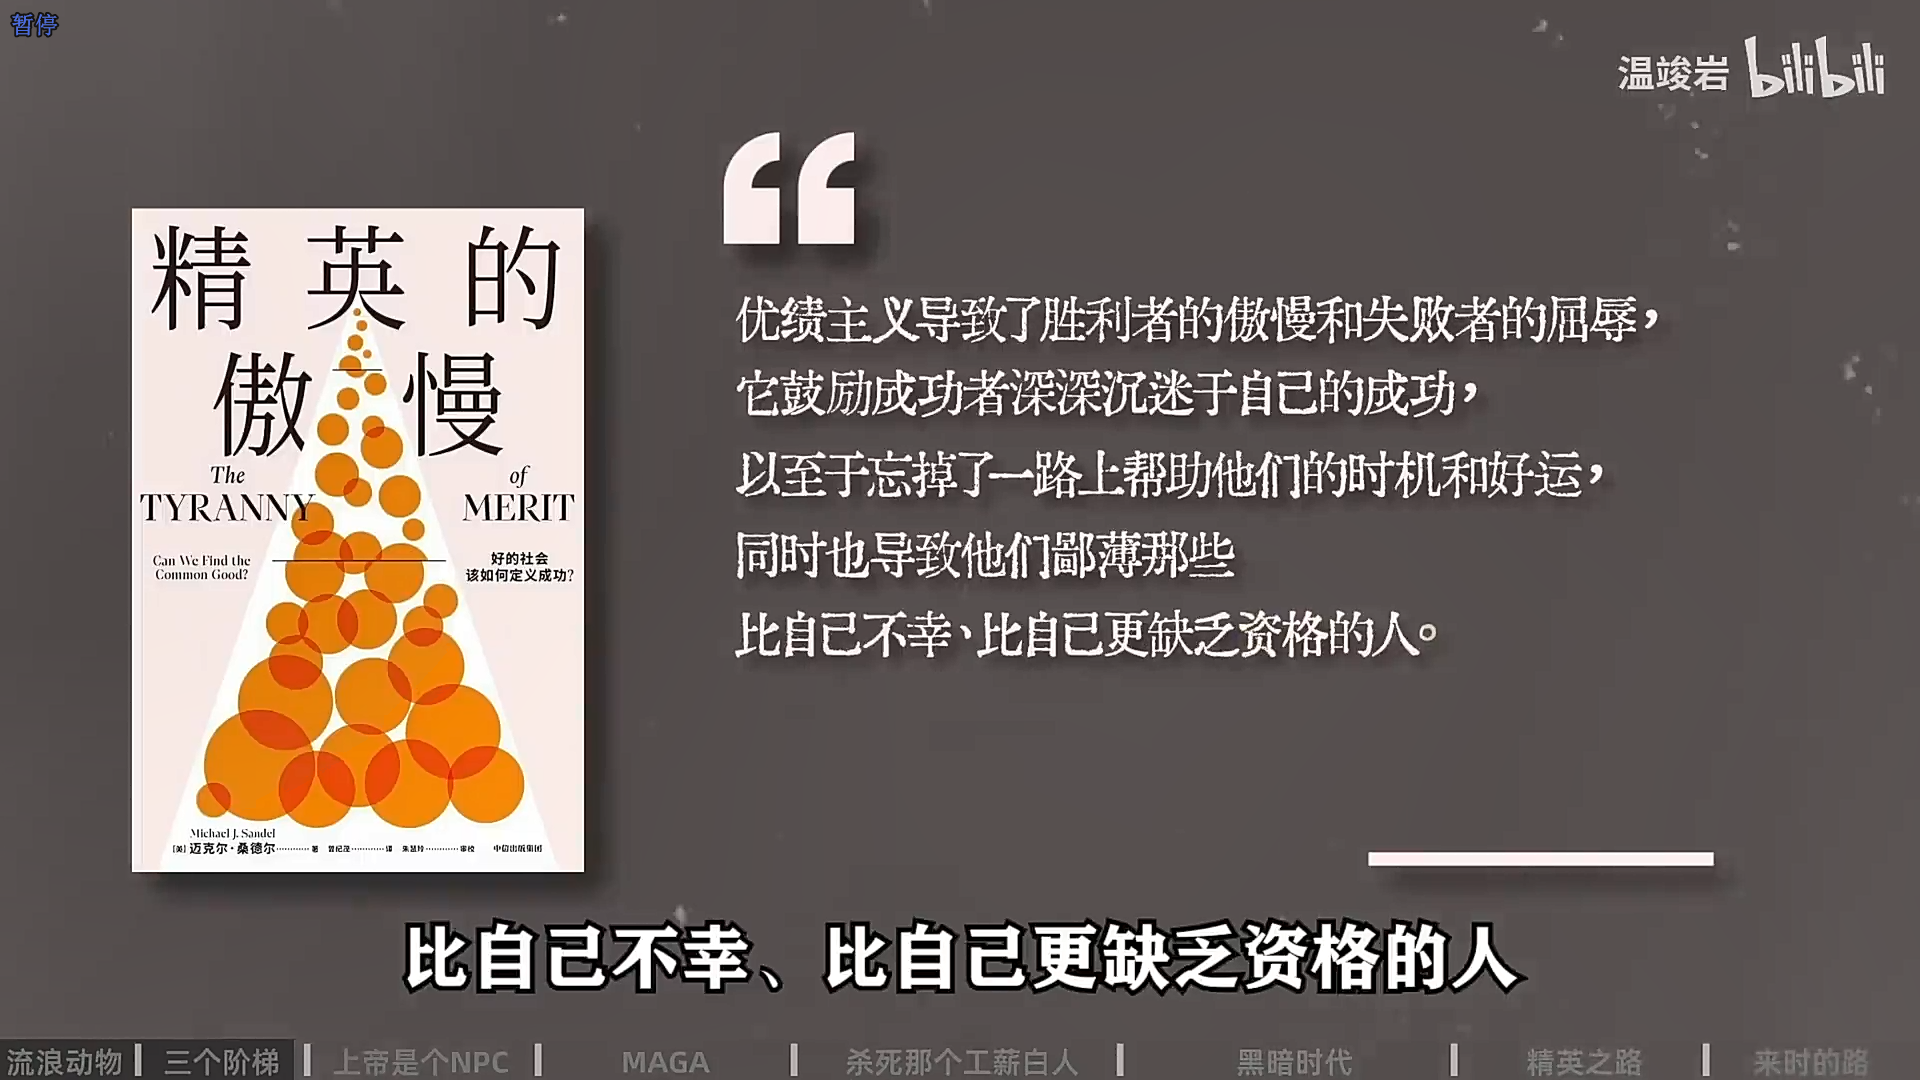 暂停
温竣岩 bilibili
精英的
傲慢
The of
TYRANNY MERIT
Can We Find the
Common Good?
好的社会
该如何定义成功?
Michael J. Sandel
[美] 迈克尔·桑德尔 著 曾纪茂 译 朱慧玲 审校 中信出版集团
优绩主义导致了胜利者的傲慢和失败者的屈辱，
它鼓励成功者深深沉迷于自己的成功，
以至于忘掉了一路上帮助他们的时机和好运，
同时也导致他们鄙薄那些
比自己不幸、比自己更缺乏资格的人。
比自己不幸、比自己更缺乏资格的人
流浪动物 三个阶梯 上帝是个NPC MAGA 杀死那个工薪白人 黑暗时代 精英之路 来时的路